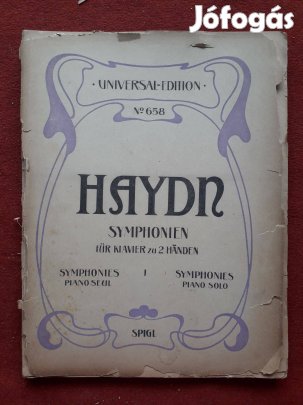 Jófogás
· UNIVERSAL-EDITION ·
No 658
HAYDN
SYMPHONIEN
FÜR KLAVIER ZU 2 HÄNDEN
SYMPHONIES I SYMPHONIES
PIANO SEUL PIANO SOLO
SPIGL